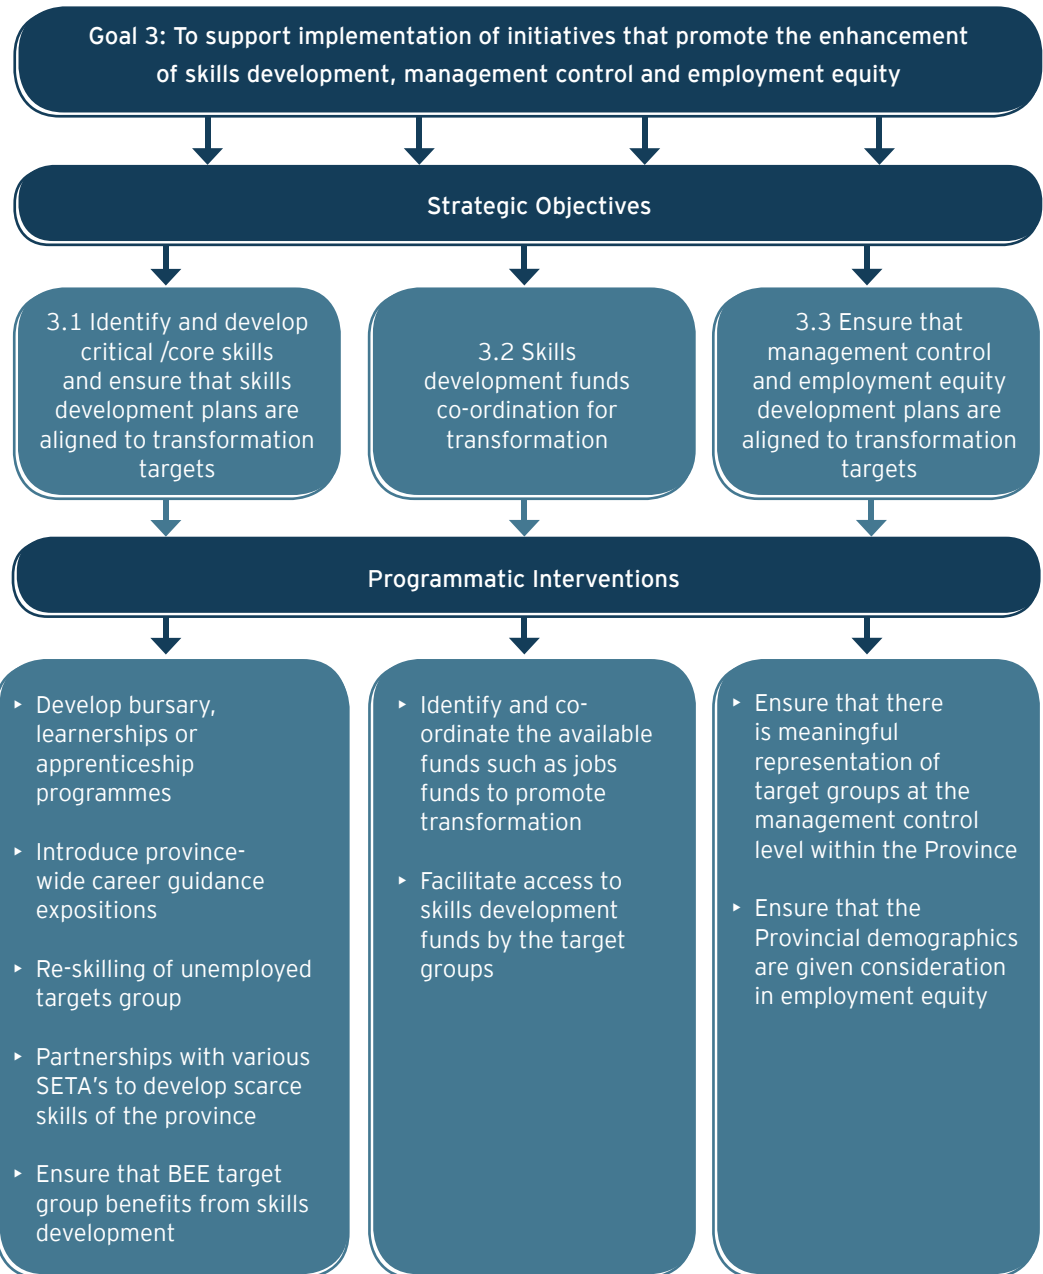 Goal 3: To support implementation of initiatives that promote the enhancement
of skills development, management control and employment equity
Strategic Objectives
3.1 Identify and develop
critical /core skills
and ensure that skills
development plans are
aligned to transformation
targets
3.2 Skills
development funds
co-ordination for
transformation
3.3 Ensure that
management control
and employment equity
development plans are
aligned to transformation
targets
Programmatic Interventions
‣ Develop bursary,
learnerships or
apprenticeship
programmes
‣ Introduce province-
wide career guidance
expositions
‣ Re-skilling of unemployed
targets group
‣ Partnerships with various
SETA's to develop scarce
skills of the province
‣ Ensure that BEE target
group benefits from skills
development
‣ Identify and co-
ordinate the available
funds such as jobs
funds to promote
transformation
‣ Facilitate access to
skills development
funds by the target
groups
‣ Ensure that there
is meaningful
representation of
target groups at the
management control
level within the Province
‣ Ensure that the
Provincial demographics
are given consideration
in employment equity